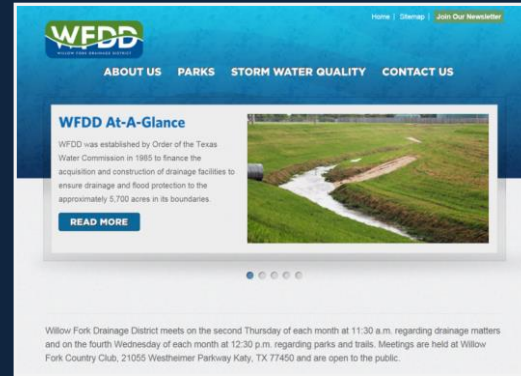 Home | Sitemap | Join Our Newsletter
WFDD
WILLOW FORK DRAINAGE DISTRICT
ABOUT US PARKS STORM WATER QUALITY CONTACT US
WFDD At-A-Glance
WFDD was established by Order of the Texas
Water Commission in 1985 to finance the
acquisition and construction of drainage facilities to
ensure drainage and flood protection to the
approximately 5,700 acres in its boundaries.
READ MORE
Willow Fork Drainage District meets on the second Thursday of each month at 11:30 a.m. regarding drainage matters
and on the fourth Wednesday of each month at 12:30 p.m. regarding parks and trails. Meetings are held at Willow
Fork Country Club, 21055 Westheimer Parkway Katy, TX 77450 and are open to the public.